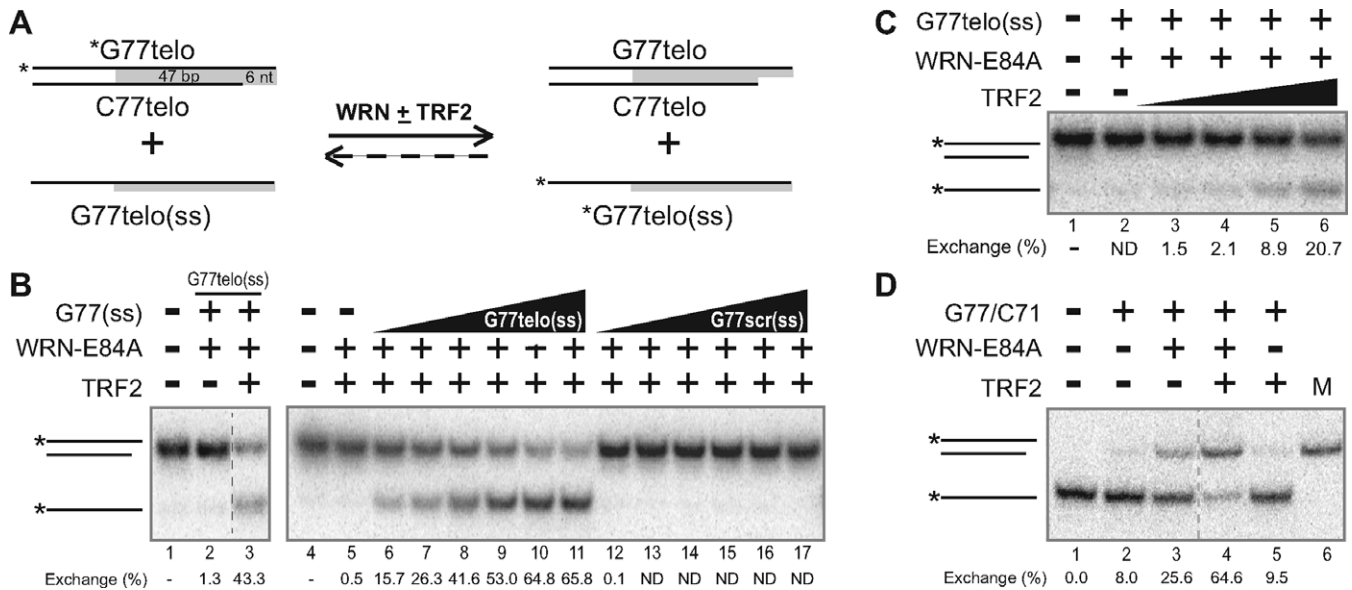 A
*G77telo
*
47 bp 6 nt
C77telo
+
G77telo(ss)
WRN ± TRF2
G77telo
C77telo
+
*
*G77telo(ss)
B
G77telo(ss)
G77(ss) - + + - - G77telo(ss) G77scr(ss)
WRN-E84A - + + - + + + + + + + + + + + + +
TRF2 - - + - + + + + + + + + + + + + +
*
*
1 2 3 4 5 6 7 8 9 10 11 12 13 14 15 16 17
Exchange (%) - 1.3 43.3 - 0.5 15.7 26.3 41.6 53.0 64.8 65.8 0.1 ND ND ND ND ND
C
G77telo(ss) - + + + + +
WRN-E84A - + + + + +
TRF2 - -
*
*
1 2 3 4 5 6
Exchange (%) - ND 1.5 2.1 8.9 20.7
D
G77/C71 - + + + +
WRN-E84A - - + + -
TRF2 - - - + + M
*
*
1 2 3 4 5 6
Exchange (%) 0.0 8.0 25.6 64.6 9.5